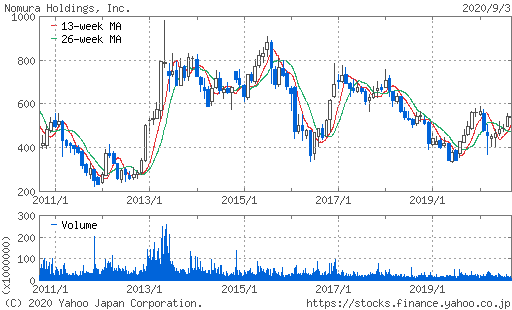 Nomura Holdings, Inc. 2020/9/3
1000
13-week MA
26-week MA
800
600
400
200
2011/1 2013/1 2015/1 2017/1 2019/1
300
Volume
200
100
0
(x1000000)
2011/1 2013/1 2015/1 2017/1 2019/1
(C) 2020 Yahoo Japan Corporation. https://stocks.finance.yahoo.co.jp/